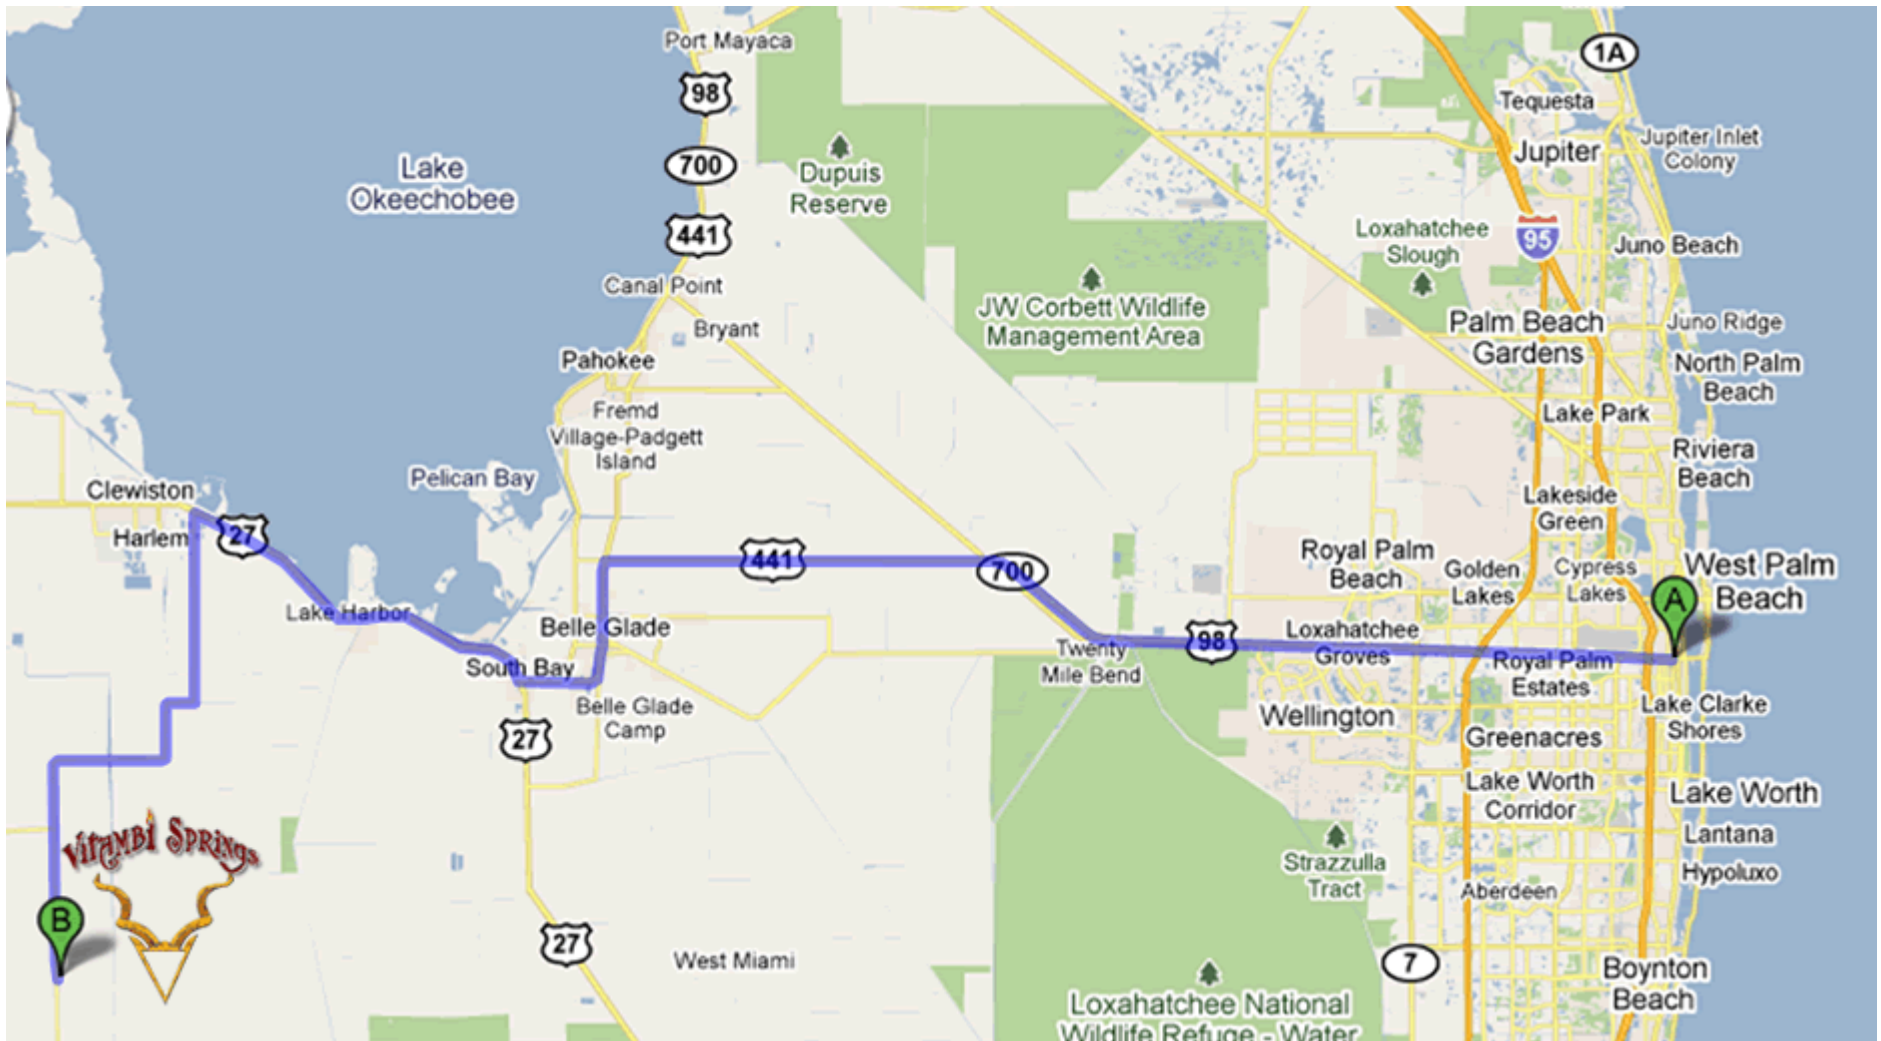 Port Mayaca
98
700
441
Lake
Okeechobee
Dupuis
Reserve
1A
Tequesta
Jupiter Inlet
Colony
Jupiter
Loxahatchee
Slough
95
Juno Beach
Canal Point
Bryant
JW Corbett Wildlife
Management Area
Palm Beach
Gardens
Juno Ridge
North Palm
Beach
Pahokee
Fremd
Village-Padgett
Island
Lake Park
Riviera
Beach
Pelican Bay
Clewiston
Harlem
27
Lakeside
Green
441
700
Royal Palm
Beach
Golden
Lakes
Cypress
Lakes
West Palm
Beach
A
Lake Harbor
Belle Glade
South Bay
Belle Glade
Camp
27
Twenty
Mile Bend
98
Loxahatchee
Groves
Royal Palm
Estates
Lake Clarke
Shores
Wellington
Greenacres
Lake Worth
Corridor
Lake Worth
Lantana
Hypoluxo
Strazzulla
Tract
Aberdeen
Vitambi Springs
B
27
West Miami
7
Boynton
Beach
Loxahatchee National
Wildlife Refuge - Water